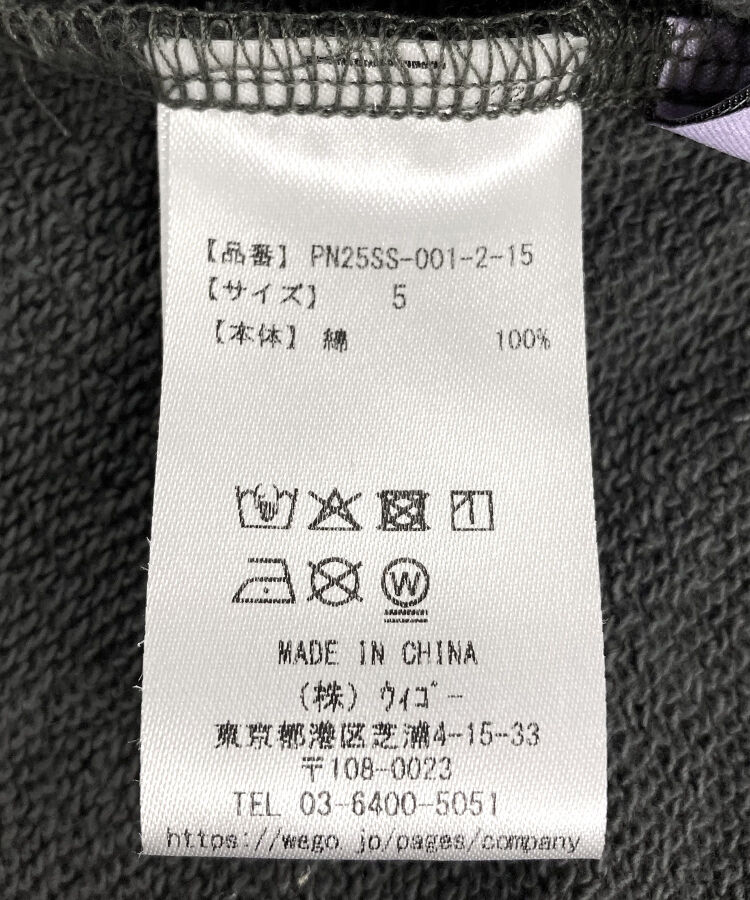 【品番】 PN25SS-001-2-15
【サイズ】 5
【本体】 綿 100%
W
MADE IN CHINA
(株) ｳｨｺﾞｰ
東京都港区芝浦4-15-33
〒108-0023
TEL 03-6400-5051
https://wego.jp/pages/company